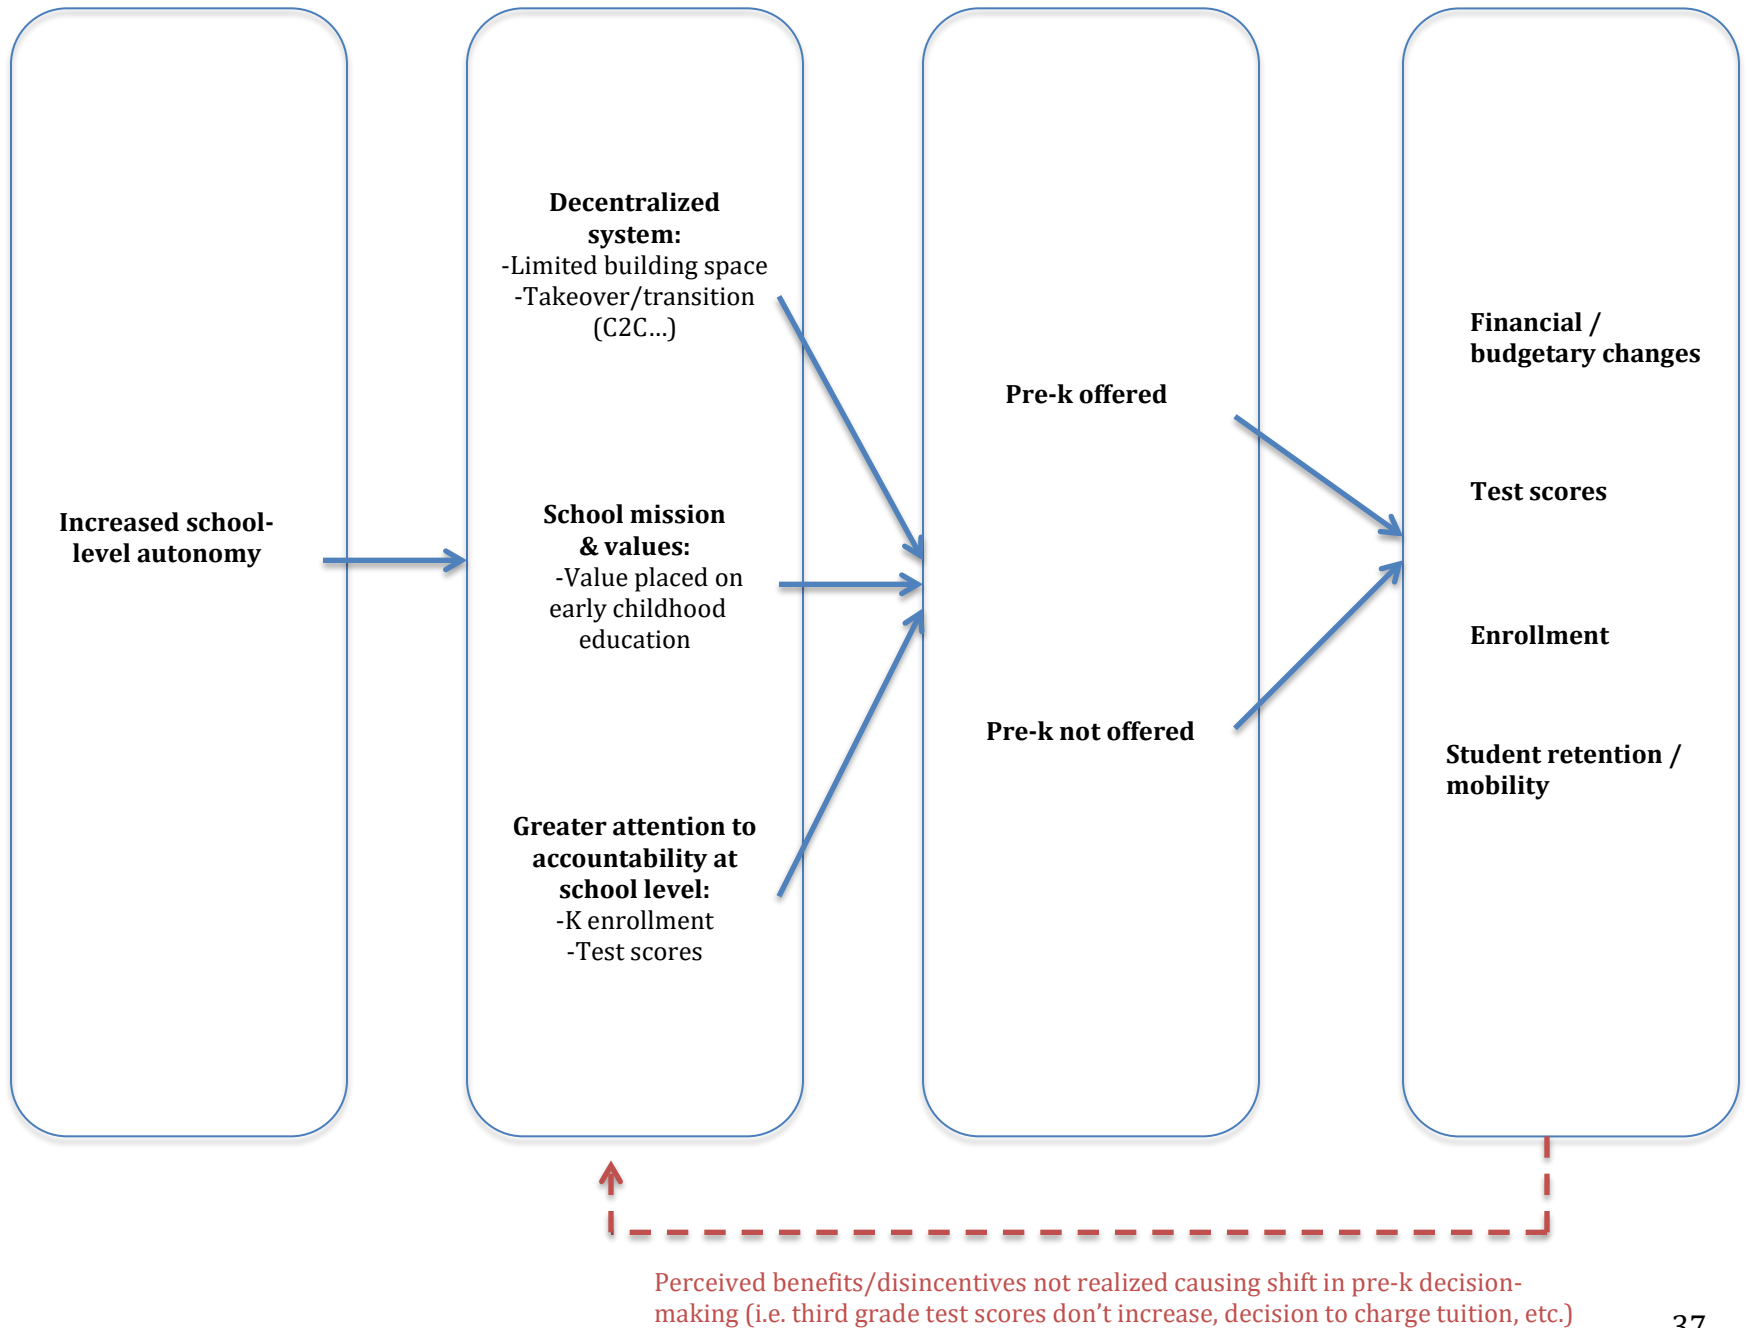 Increased school-
level autonomy
Decentralized
system:
-Limited building space
-Takeover/transition
(C2C…)
School mission
& values:
-Value placed on
early childhood
education
Greater attention to
accountability at
school level:
-K enrollment
-Test scores
Pre-k offered
Pre-k not offered
Financial /
budgetary changes
Test scores
Enrollment
Student retention /
mobility
Perceived benefits/disincentives not realized causing shift in pre-k decision-
making (i.e. third grade test scores don’t increase, decision to charge tuition, etc.)
37